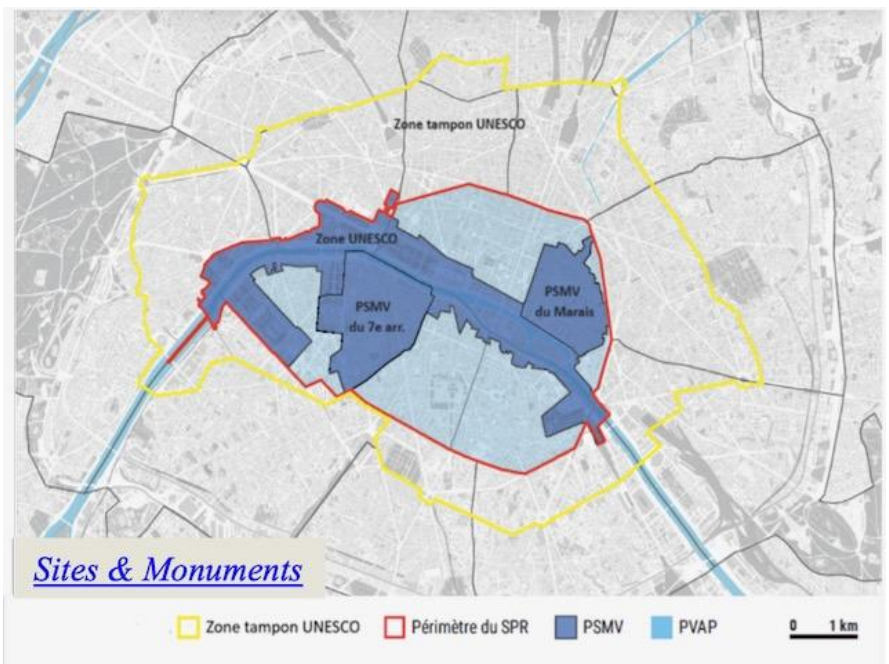 Zone tampon UNESCO
Zone UNESCO
PSMV
du Marais
PSMV
du 7e arr.
Sites & Monuments
Zone tampon UNESCO
Périmètre du SPR
PSMV
PVAP
0 1 km